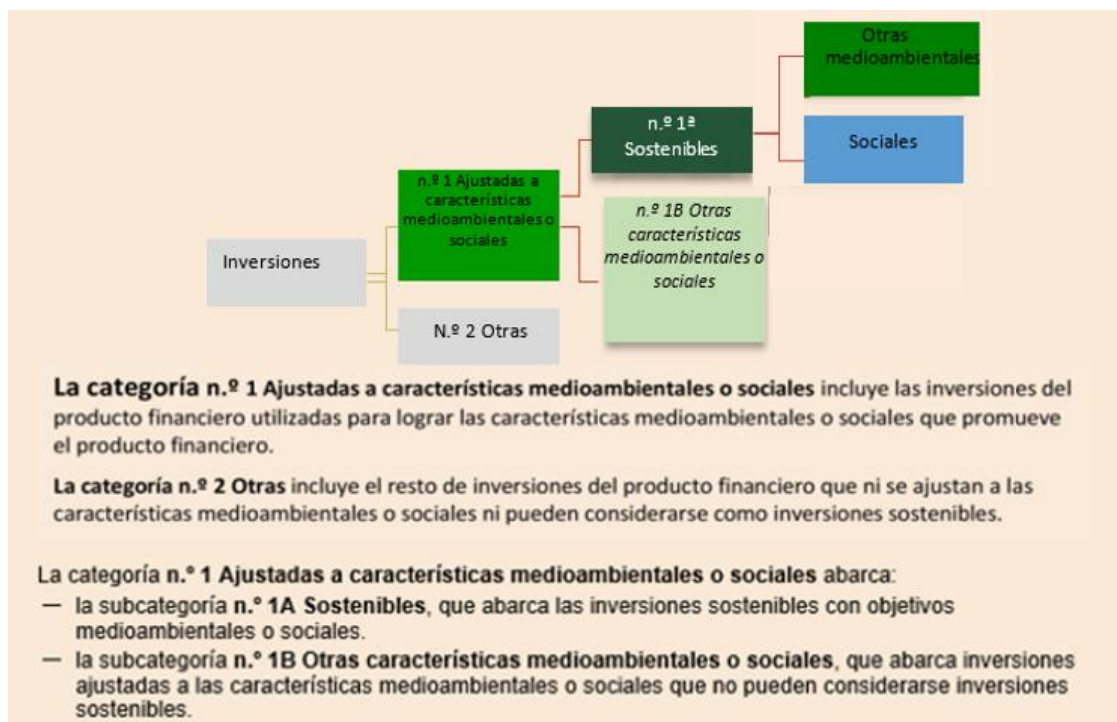 Otras
medioambientales
n.º 1ª
Sostenibles
Sociales
n.º 1 Ajustadas a
características
medioambientales o
sociales
n.º 1B Otras
características
medioambientales o
sociales
Inversiones
N.º 2 Otras
La categoría n.º 1 Ajustadas a características medioambientales o sociales incluye las inversiones del
producto financiero utilizadas para lograr las características medioambientales o sociales que promueve
el producto financiero.
La categoría n.º 2 Otras incluye el resto de inversiones del producto financiero que ni se ajustan a las
características medioambientales o sociales ni pueden considerarse como inversiones sostenibles.
La categoría n.º 1 Ajustadas a características medioambientales o sociales abarca:
— la subcategoría n.º 1A Sostenibles, que abarca las inversiones sostenibles con objetivos
medioambientales o sociales.
— la subcategoría n.º 1B Otras características medioambientales o sociales, que abarca inversiones
ajustadas a las características medioambientales o sociales que no pueden considerarse inversiones
sostenibles.